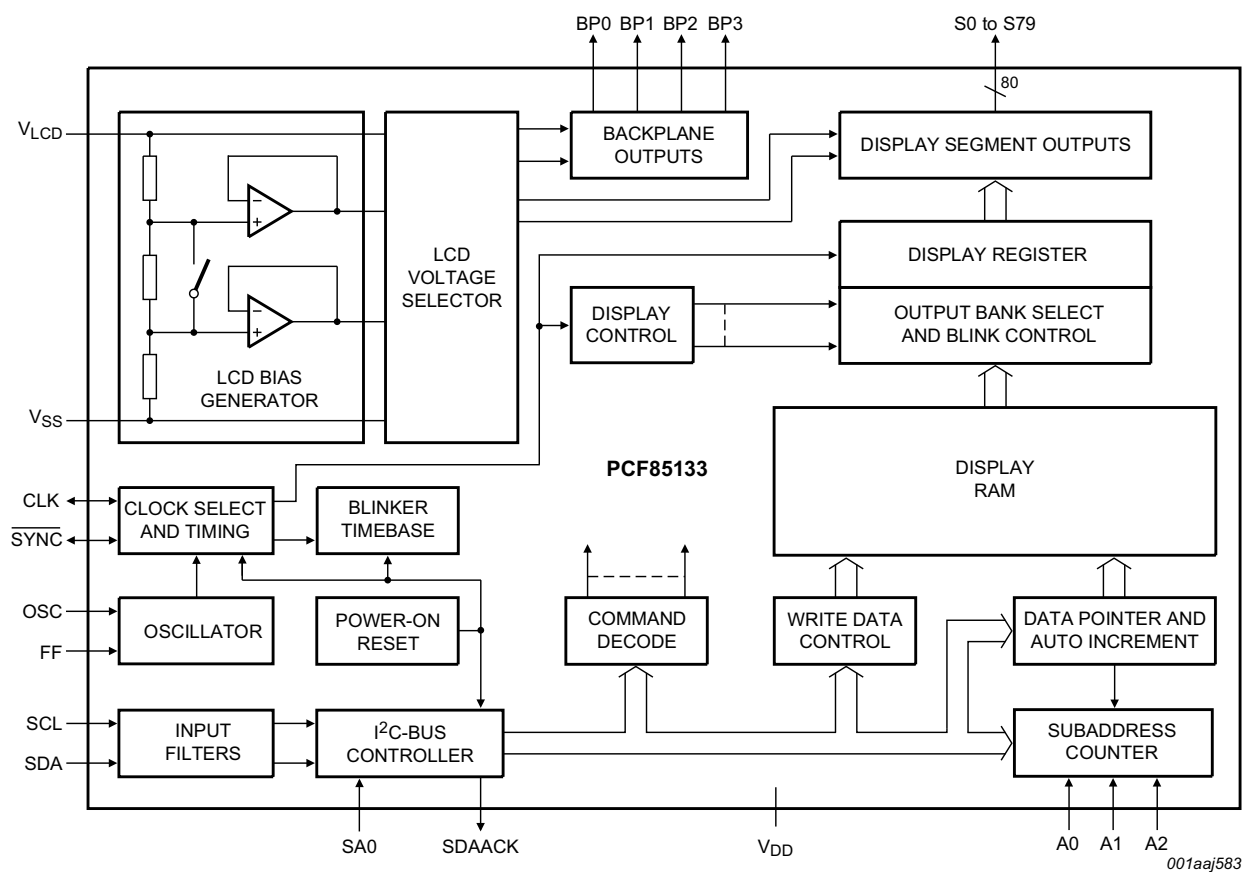 BP0 BP1 BP2 BP3
S0 to S79
80
VLCD
BACKPLANE
OUTPUTS
DISPLAY SEGMENT OUTPUTS
LCD
VOLTAGE
SELECTOR
DISPLAY REGISTER
−
+
−
+
DISPLAY
CONTROL
OUTPUT BANK SELECT
AND BLINK CONTROL
LCD BIAS
GENERATOR
VSS
PCF85133
DISPLAY
RAM
CLK
SYNC
CLOCK SELECT
AND TIMING
BLINKER
TIMEBASE
OSC
FF
OSCILLATOR
POWER-ON
RESET
COMMAND
DECODE
WRITE DATA
CONTROL
DATA POINTER AND
AUTO INCREMENT
SCL
SDA
INPUT
FILTERS
I2C-BUS
CONTROLLER
SUBADDRESS
COUNTER
SA0
SDAACK
VDD
A0 A1 A2
001aaj583